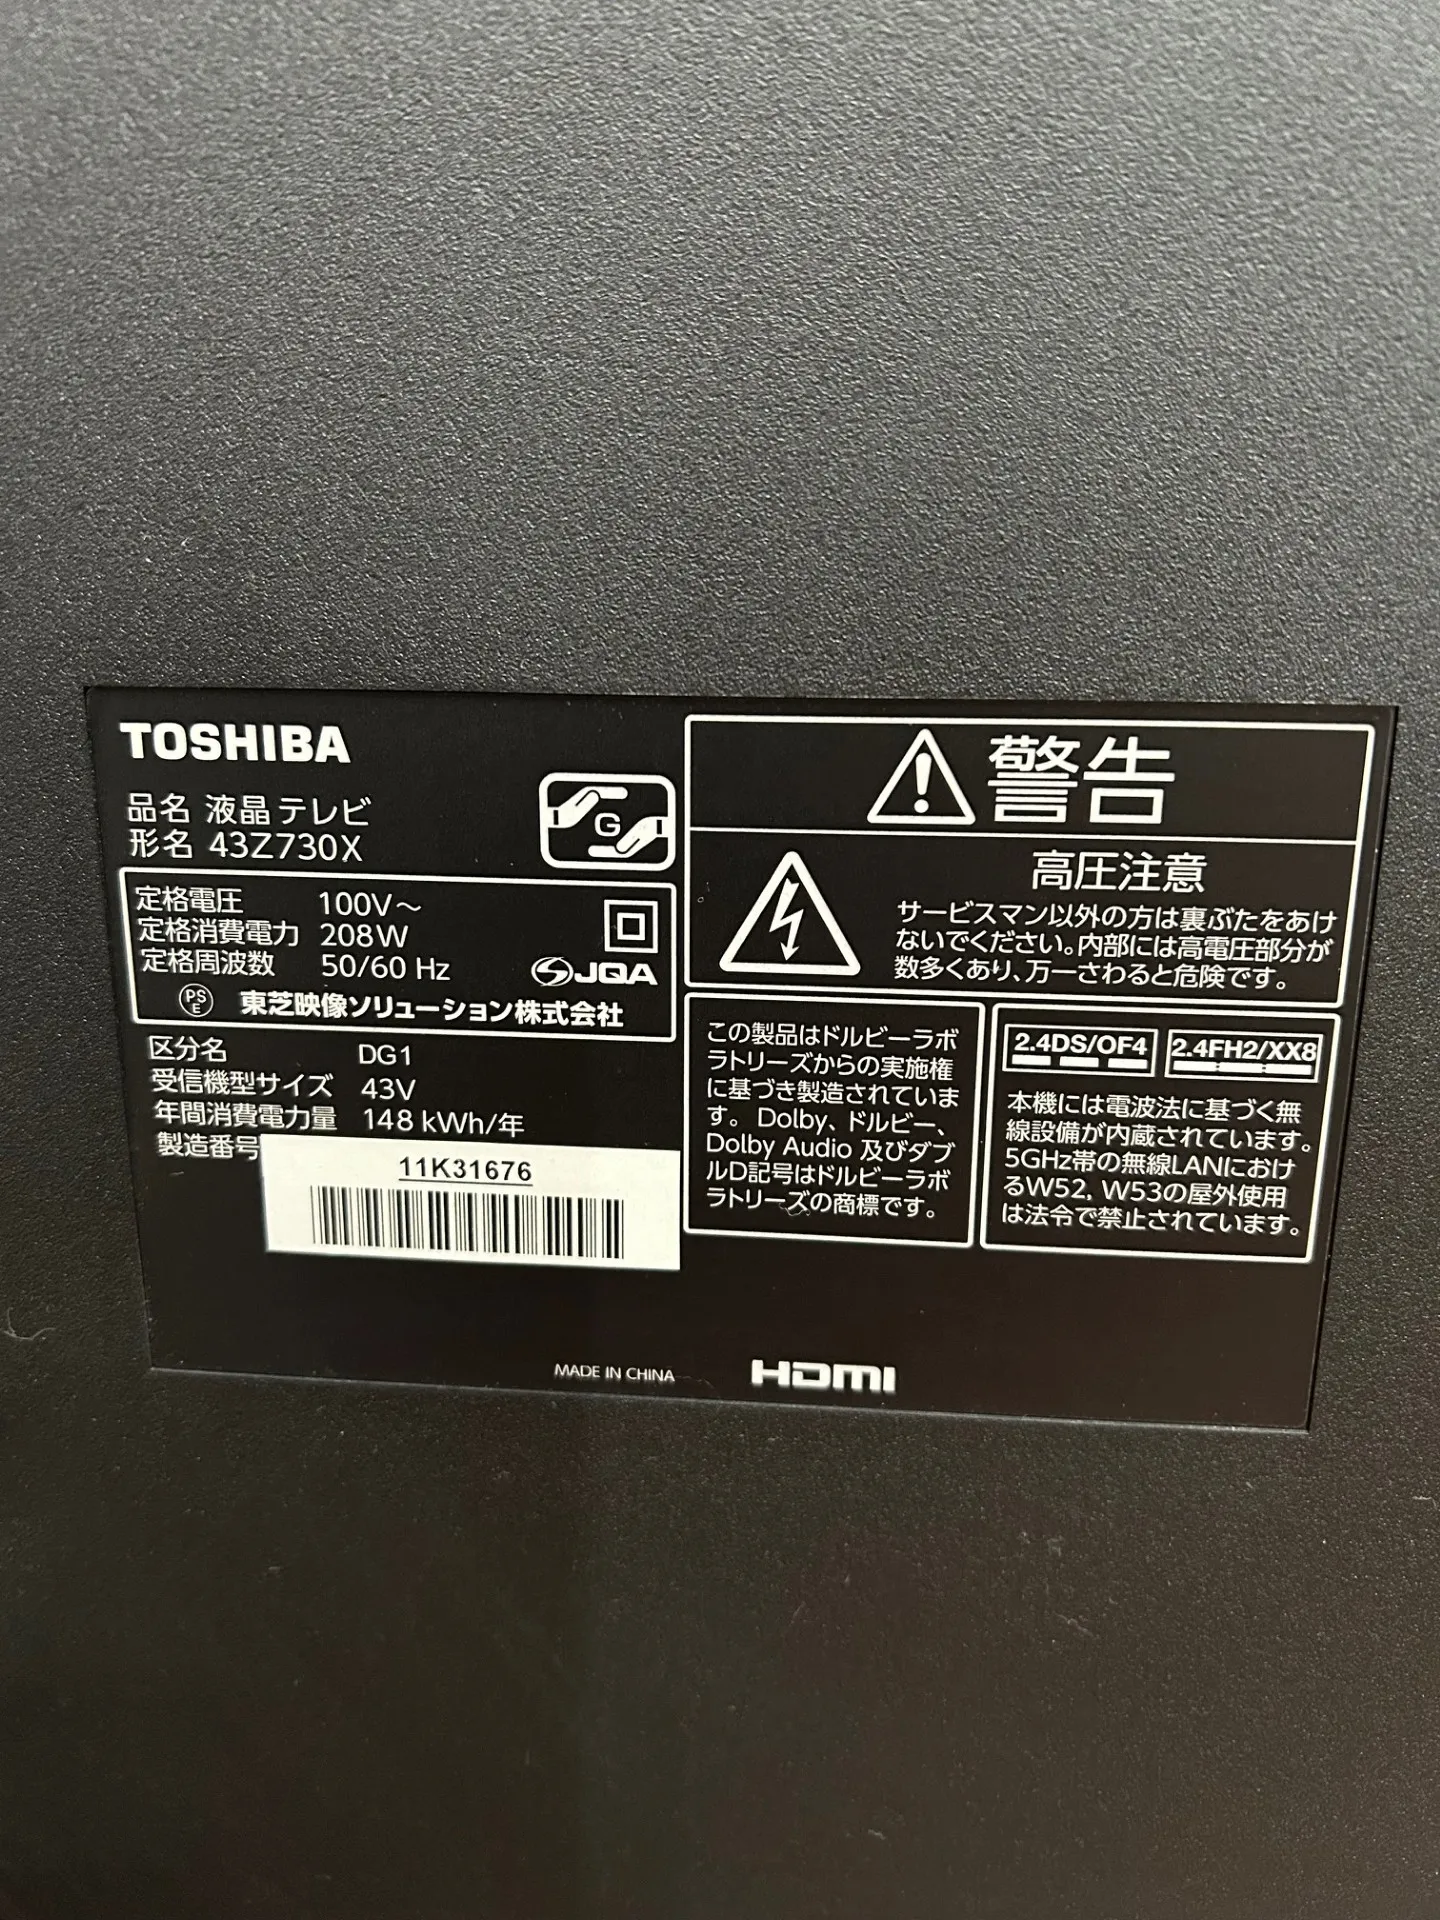 TOSHIBA
品名 液晶テレビ
形名 43Z730X
G
定格電圧 100V～
定格消費電力 208W
定格周波数 50/60 Hz
JQA
PS
E
東芝映像ソリューション株式会社
区分名 DG1
受信機型サイズ 43V
年間消費電力量 148 kWh/年
製造番号
11K31676
警告
高圧注意
サービスマン以外の方は裏ぶたをあけ
ないでください。内部には高電圧部分が
数多くあり、万一さわると危険です。
この製品はドルビーラボ
ラトリーズからの実施権
に基づき製造されていま
す。Dolby、ドルビー、
Dolby Audio 及びダブ
ルD記号はドルビーラボ
ラトリーズの商標です。
2.4DS/OF4
2.4FH2/XX8
本機には電波法に基づく無
線設備が内蔵されています。
5GHz帯の無線LANにおけ
るW52, W53の屋外使用
は法令で禁止されています。
MADE IN CHINA
HDMI